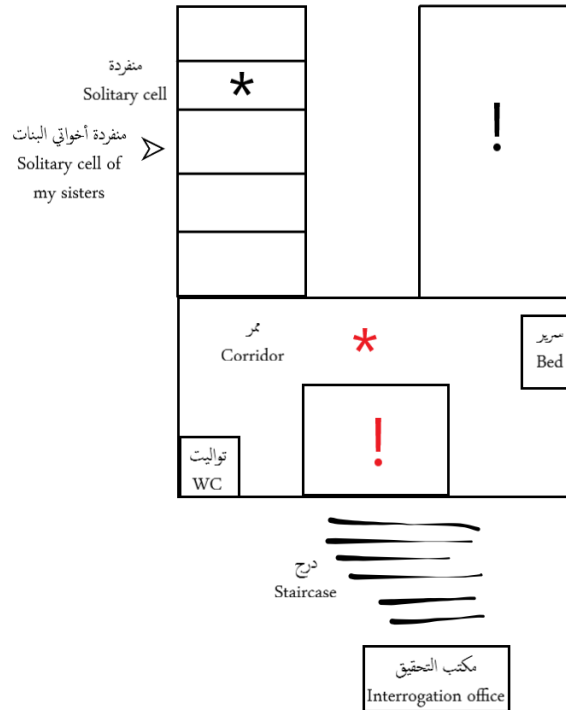 منفردة
Solitary cell
*
!
منفردة أخواتي البنات
Solitary cell of
my sisters
ممر
Corridor
*
سرير
Bed
!
تواليت
WC
درج
Staircase
مكتب التحقيق
Interrogation office